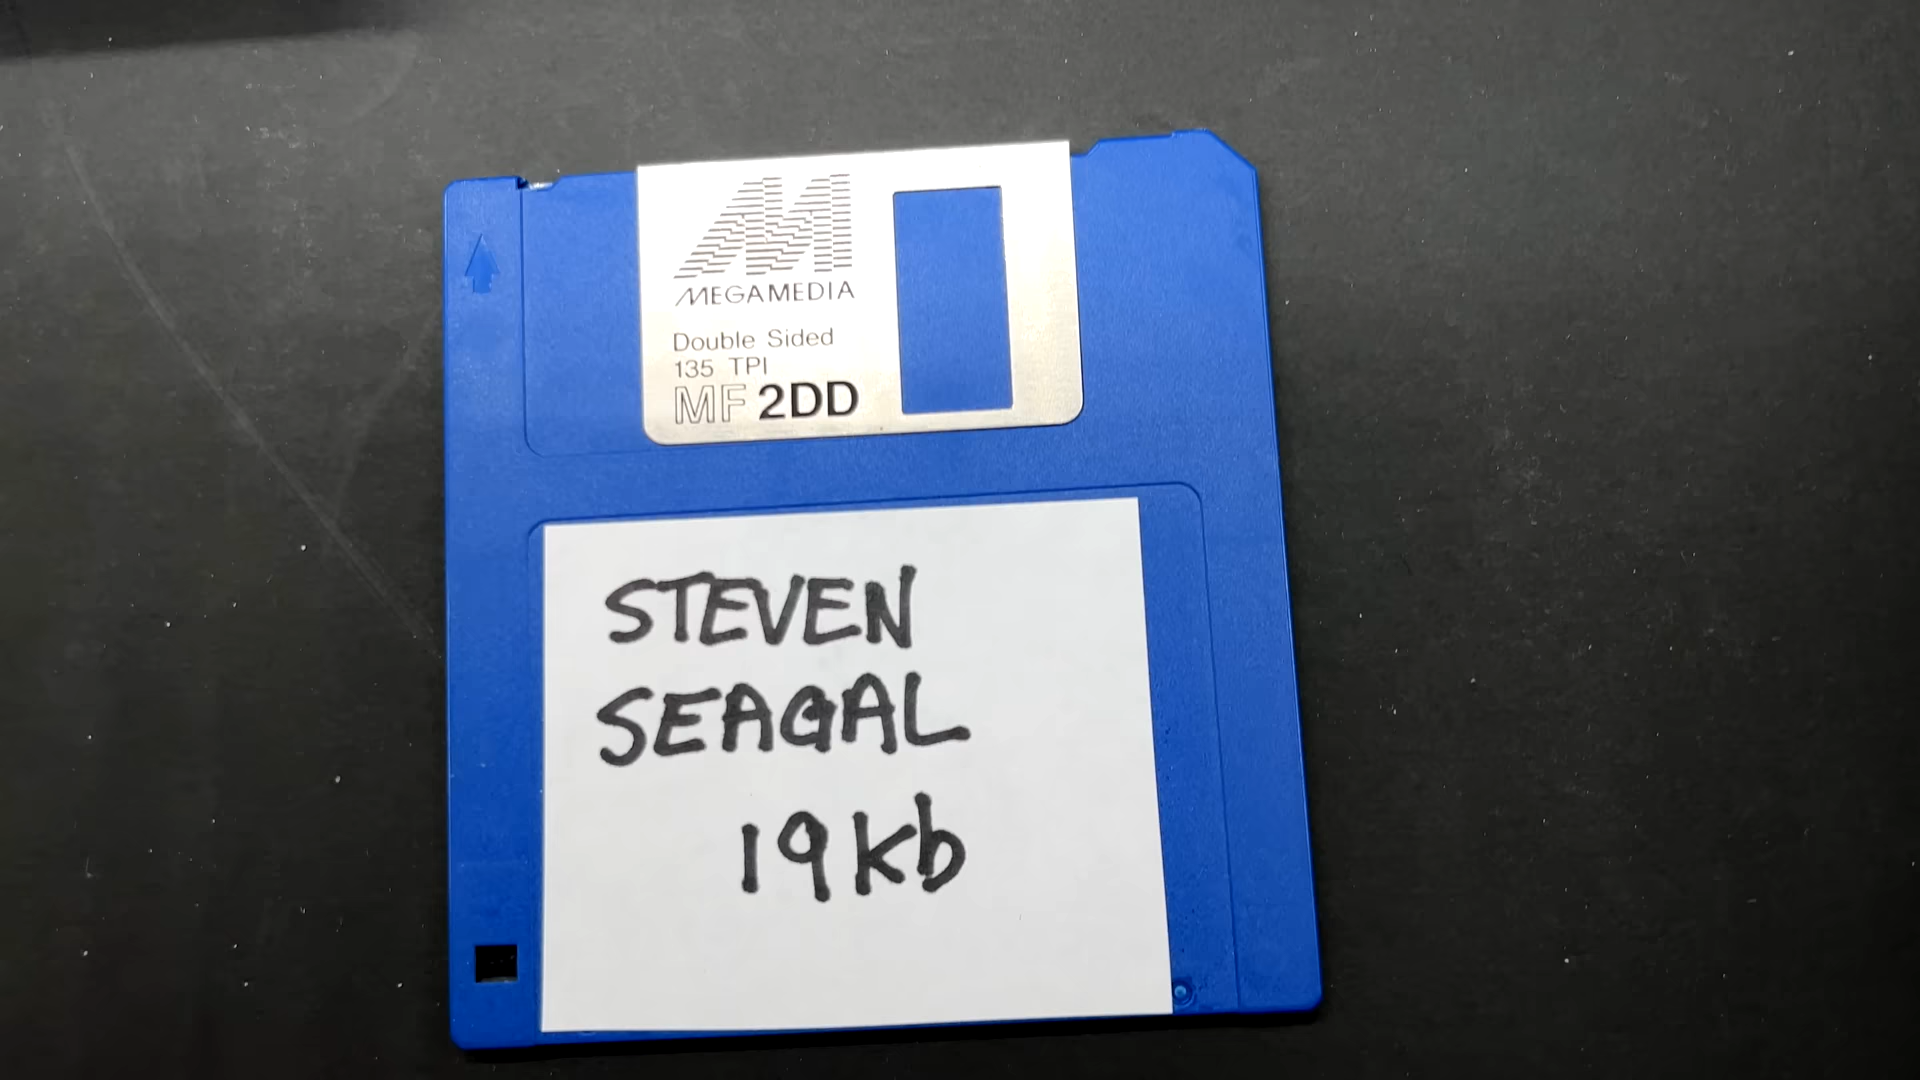 MEGAMEDIA
Double Sided
135 TPI
MF 2DD
STEVEN
SEAGAL
19Kb